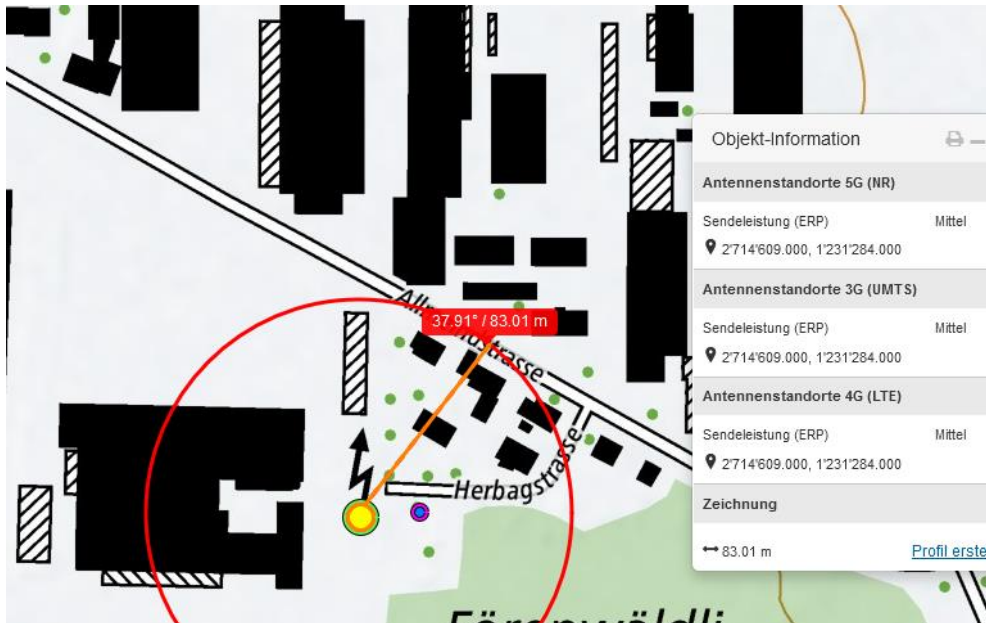 Objekt-Information
Antennenstandorte 5G (NR)
Sendeleistung (ERP) Mittel
2'714'609.000, 1'231'284.000
Antennenstandorte 3G (UMTS)
Sendeleistung (ERP) Mittel
2'714'609.000, 1'231'284.000
Antennenstandorte 4G (LTE)
Sendeleistung (ERP) Mittel
2'714'609.000, 1'231'284.000
Zeichnung
83.01 m Profil erste
37.91° / 83.01 m
Herbagstrasse